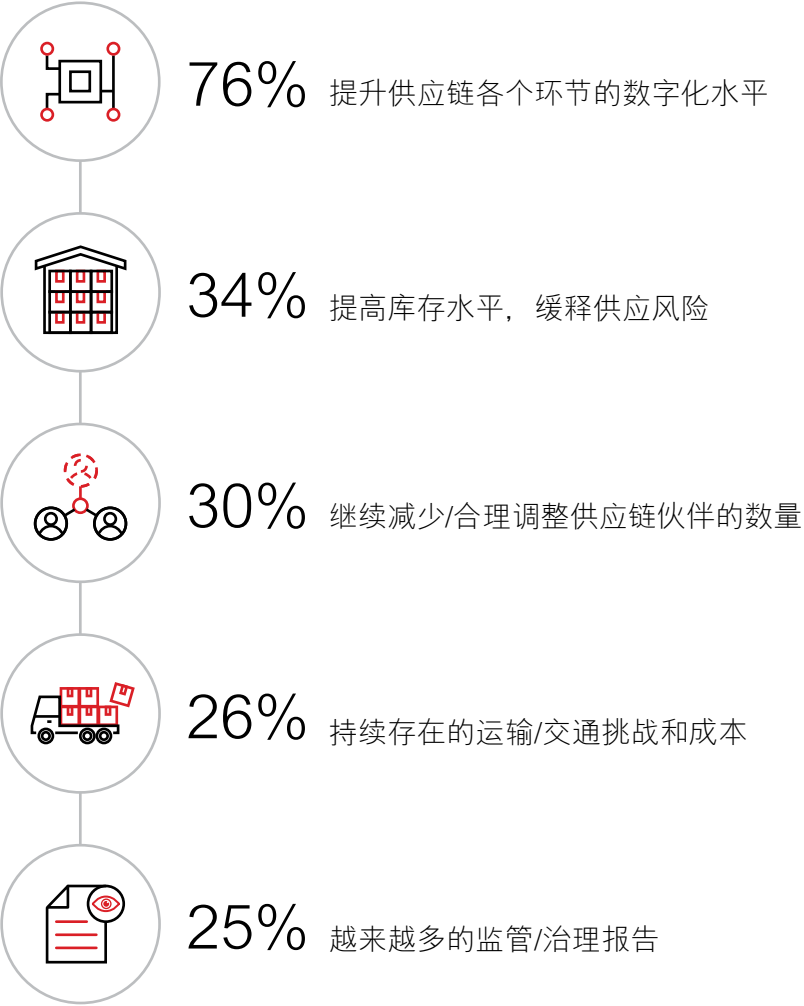 76% 提升供应链各个环节的数字化水平
34% 提高库存水平，缓释供应风险
30% 继续减少/合理调整供应链伙伴的数量
26% 持续存在的运输/交通挑战和成本
25% 越来越多的监管/治理报告